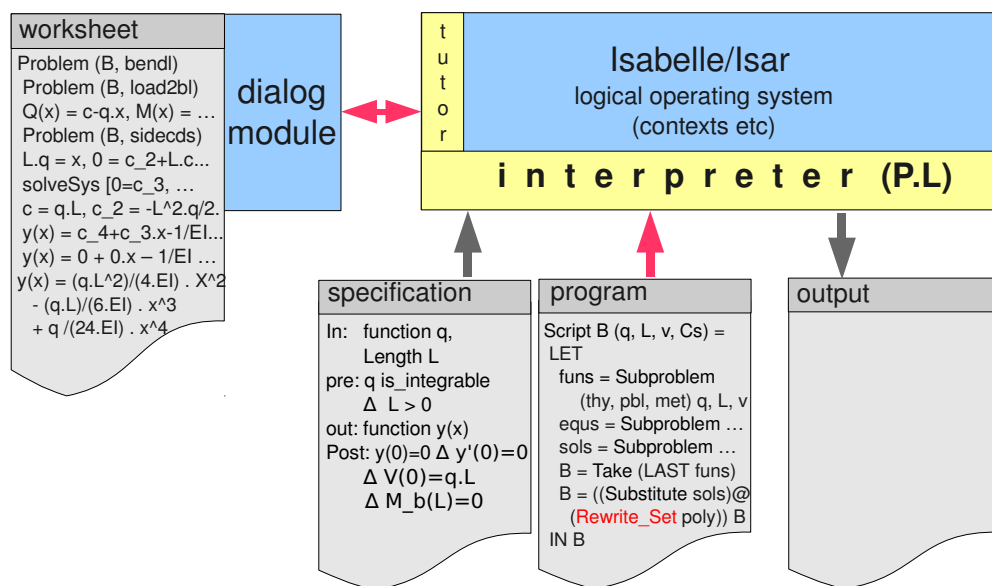 worksheet
Problem (B, bendl)
Problem (B, load2bl)
Q(x) = c-q.x, M(x) = …
Problem (B, sidecds)
L.q = x, 0 = c_2+L.c...
solveSys [0=c_3, …
c = q.L, c_2 = -L^2.q/2.
y(x) = c_4+c_3.x-1/EI...
y(x) = 0 + 0.x – 1/EI …
y(x) = (q.L^2)/(4.EI) . X^2
- (q.L)/(6.EI) . x^3
+ q /(24.EI) . x^4
dialog
module
tutor
Isabelle/Isar
logical operating system
(contexts etc)
interpreter (P.L)
specification
In: function q,
Length L
pre: q is_integrable
Δ L > 0
out: function y(x)
Post: y(0)=0 Δ y'(0)=0
Δ V(0)=q.L
Δ M_b(L)=0
program
Script B (q, L, v, Cs) =
LET
funs = Subproblem
(thy, pbl, met) q, L, v
equs = Subproblem …
sols = Subproblem …
B = Take (LAST funs)
B = ((Substitute sols)@
(Rewrite_Set poly)) B
IN B
output